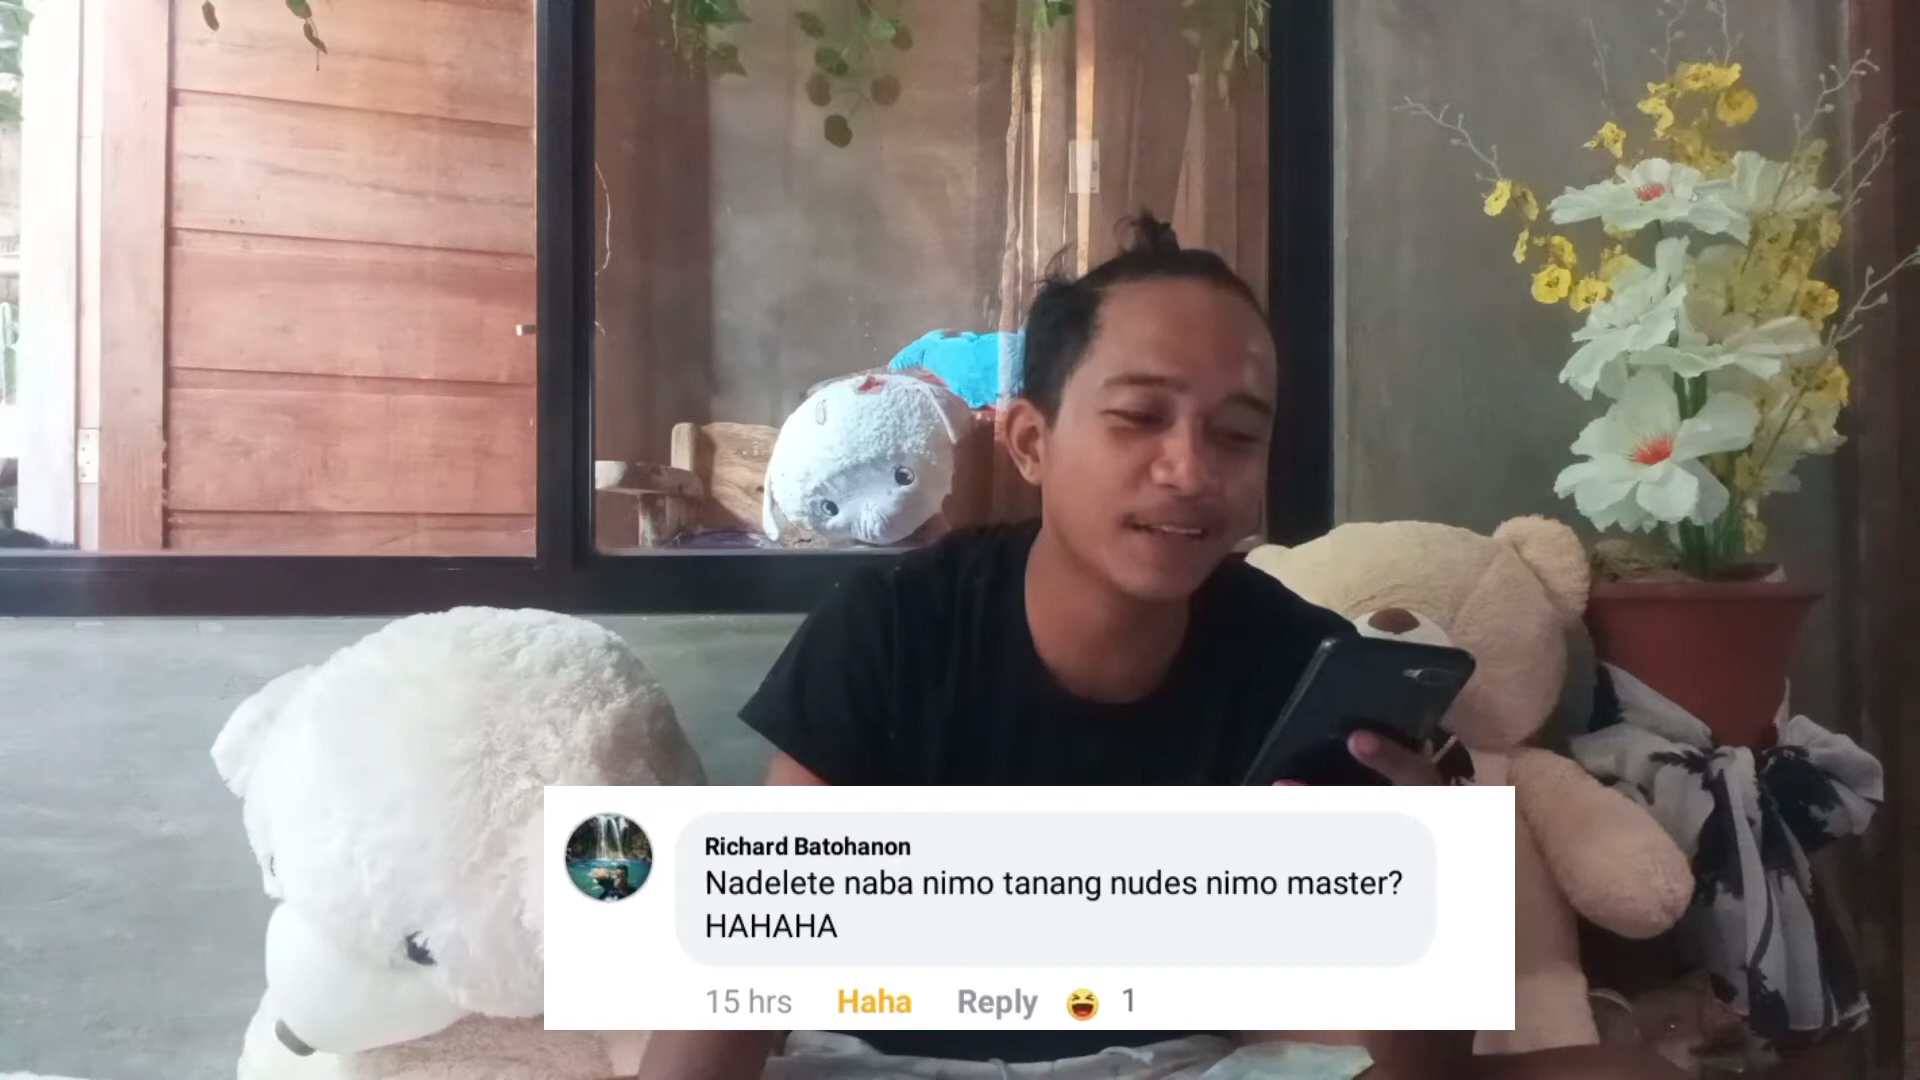 Richard Batohanon
Nadelete naba nimo tanang nudes nimo master?
HAHAHA
15 hrs Haha Reply 1